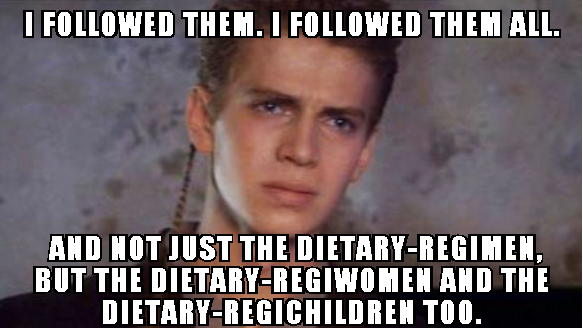 I FOLLOWED THEM. I FOLLOWED THEM ALL.
AND NOT JUST THE DIETARY-REGIMEN,
BUT THE DIETARY-REGIWOMEN AND THE
DIETARY-REGICHILDREN TOO.